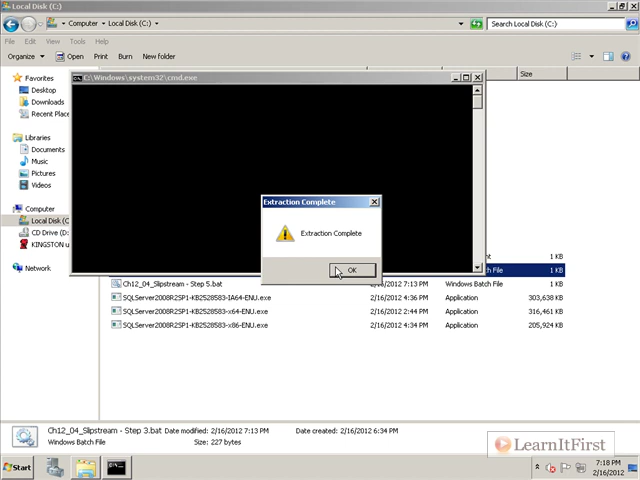 Local Disk (C:)
Computer Local Disk (C:) Search Local Disk (C:)
File Edit View Tools Help
Organize Open Print Burn New folder
Size
Favorites
Desktop
Downloads
Recent Place
Libraries
Documents
Music
Pictures
Videos
Computer
Local Disk (C
CD Drive (D:
KINGSTON u
Network
C:\Windows\system32\cmd.exe
Extraction Complete
Extraction Complete
OK
1 KB
ch File 1 KB
Ch12_04_Slipstream - Step 5.bat 2/16/2012 7:13 PM Windows Batch File 1 KB
SQLServer2008R2SP1-KB2528583-IA64-ENU.exe 2/16/2012 4:36 PM Application 303,638 KB
SQLServer2008R2SP1-KB2528583-x64-ENU.exe 2/16/2012 2:44 PM Application 316,461 KB
SQLServer2008R2SP1-KB2528583-x86-ENU.exe 2/16/2012 4:34 PM Application 205,924 KB
Ch12_04_Slipstream - Step 3.bat Date modified: 2/16/2012 7:13 PM Date created: 2/16/2012 6:34 PM
Windows Batch File Size: 227 bytes
LearnItFirst
Start
7:18 PM
2/16/2012